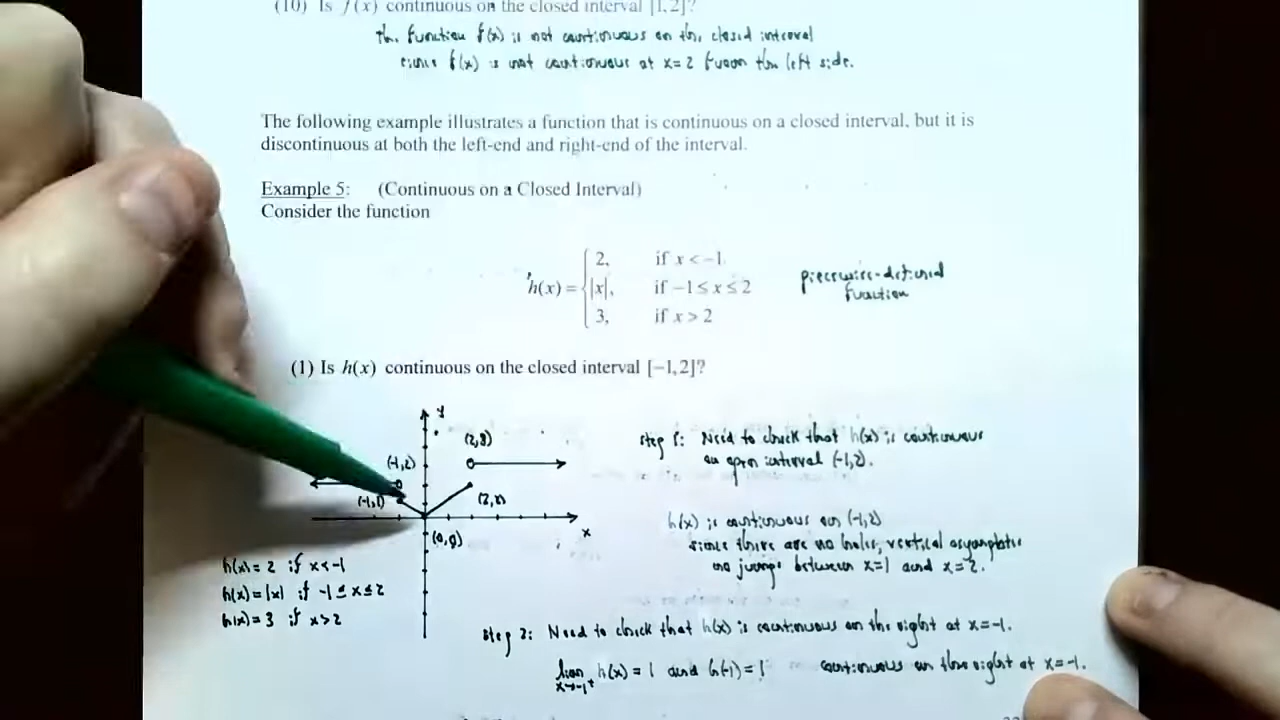 (10) Is f(x) continuous on the closed interval [1,2]?
The function f(x) is not continuous on the closed interval
since f(x) is not continuous at x=2 from the left side.
The following example illustrates a function that is continuous on a closed interval, but it is
discontinuous at both the left-end and right-end of the interval.
Example 5: (Continuous on a Closed Interval)
Consider the function
h(x) = { 2, if x < -1
|x|, if -1 ≤ x ≤ 2
3, if x > 2
piecewise-defined
function
(1) Is h(x) continuous on the closed interval [-1,2]?
y
(2,3)
(-1,2)
(-1,1)
(2,2)
x
(0,0)
h(x) = 2 if x<-1
h(x) = |x| if -1≤x≤2
h(x) = 3 if x>2
Step 1: Need to check that h(x) is continuous
on open interval (-1,2).
h(x) is continuous on (-1,2)
since there are no holes, vertical asymptotes
no jumps between x=1 and x=2.
Step 2: Need to check that h(x) is continuous on the right at x=-1.
lim h(x) = 1 and h(-1) = 1 continuous on the right at x=-1.
x→-1⁺